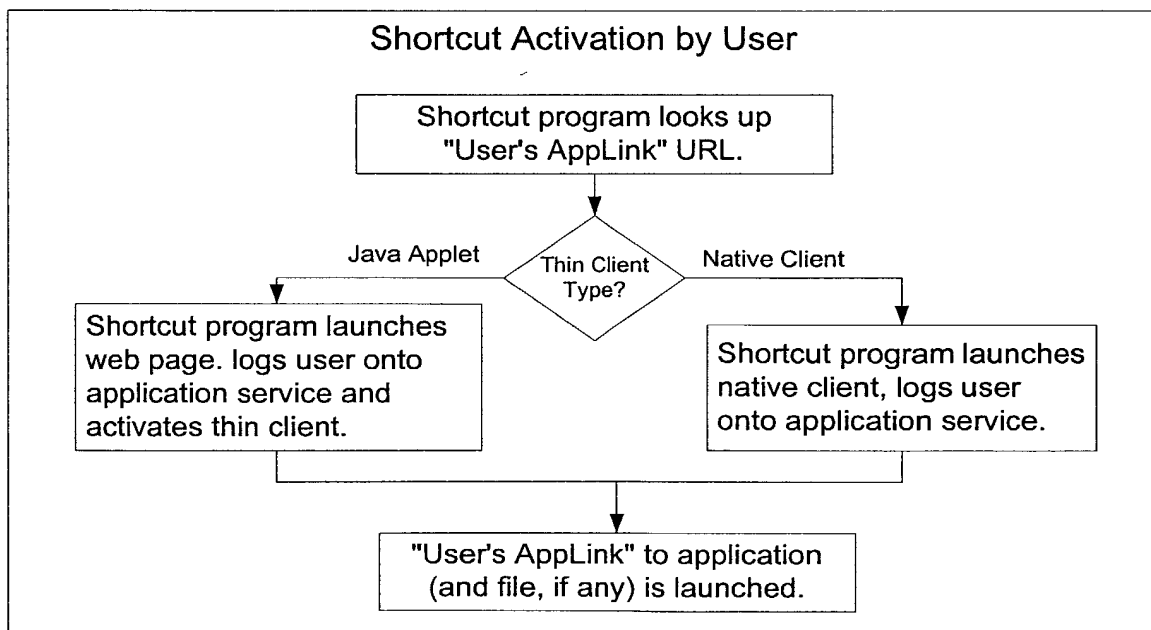 Shortcut Activation by User
Shortcut program looks up
"User's AppLink" URL.
Java Applet
Thin Client
Type?
Native Client
Shortcut program launches
web page. logs user onto
application service and
activates thin client.
Shortcut program launches
native client, logs user
onto application service.
"User's AppLink" to application
(and file, if any) is launched.